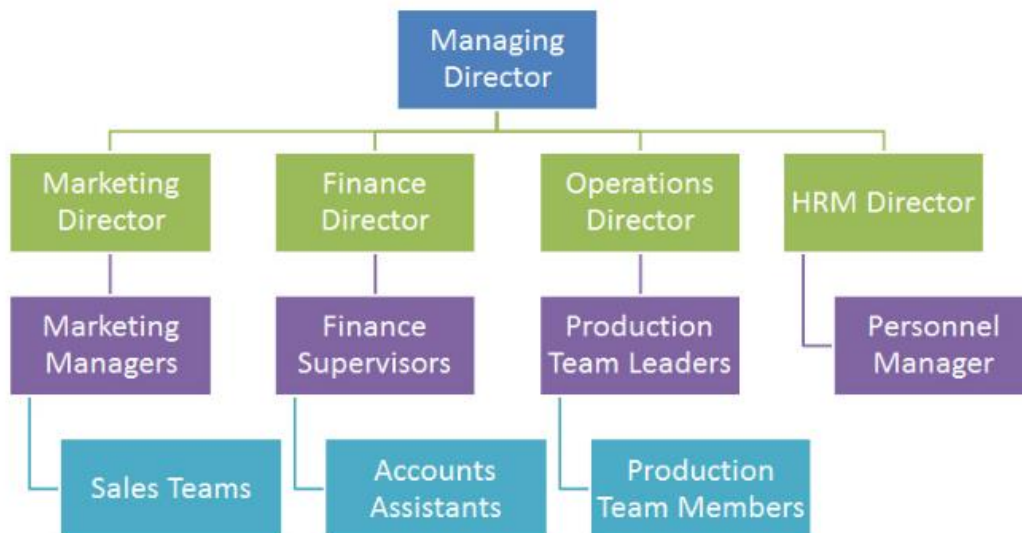 Managing
Director
Marketing
Director
Finance
Director
Operations
Director
HRM Director
Marketing
Managers
Finance
Supervisors
Production
Team Leaders
Personnel
Manager
Sales Teams
Accounts
Assistants
Production
Team Members